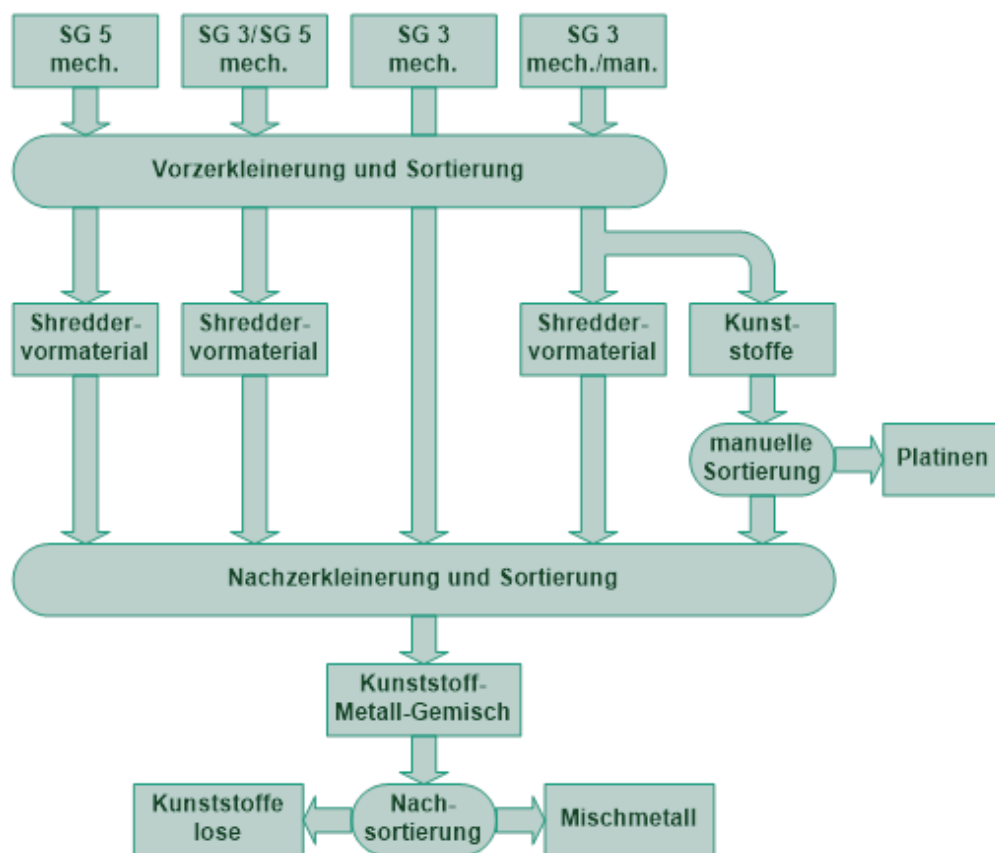 SG 5
mech.
SG 3/SG 5
mech.
SG 3
mech.
SG 3
mech./man.
Vorzerkleinerung und Sortierung
Shredder-
vormaterial
Shredder-
vormaterial
Shredder-
vormaterial
Kunst-
stoffe
manuelle
Sortierung
Platinen
Nachzerkleinerung und Sortierung
Kunststoff-
Metall-Gemisch
Kunststoffe
lose
Nach-
sortierung
Mischmetall